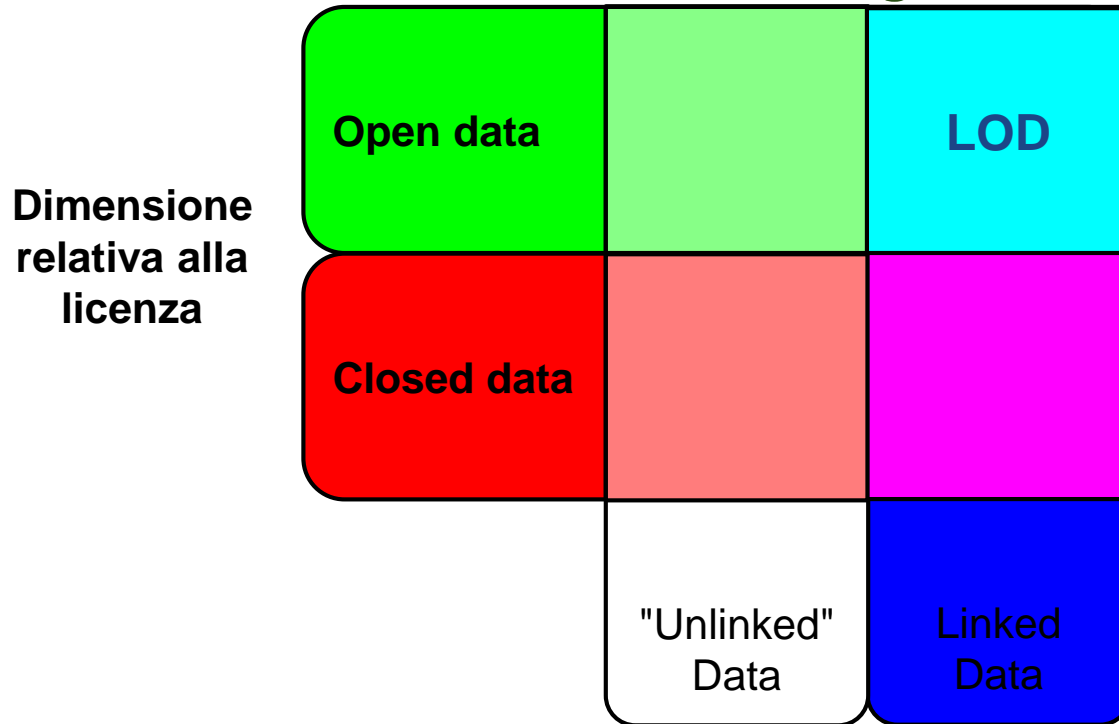 Open data
LOD
Dimensione
relativa alla
licenza
Closed data
"Unlinked"
Data
Linked
Data